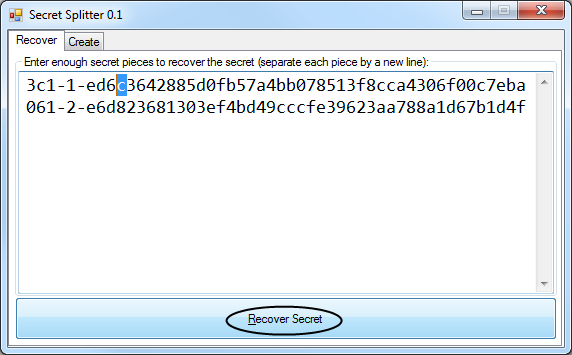 Secret Splitter 0.1
Recover Create
Enter enough secret pieces to recover the secret (separate each piece by a new line):
3c1-1-ed6c3642885d0fb57a4bb078513f8cca4306f00c7eba
061-2-e6d823681303ef4bd49cccfe39623aa788a1d67b1d4f
Recover Secret